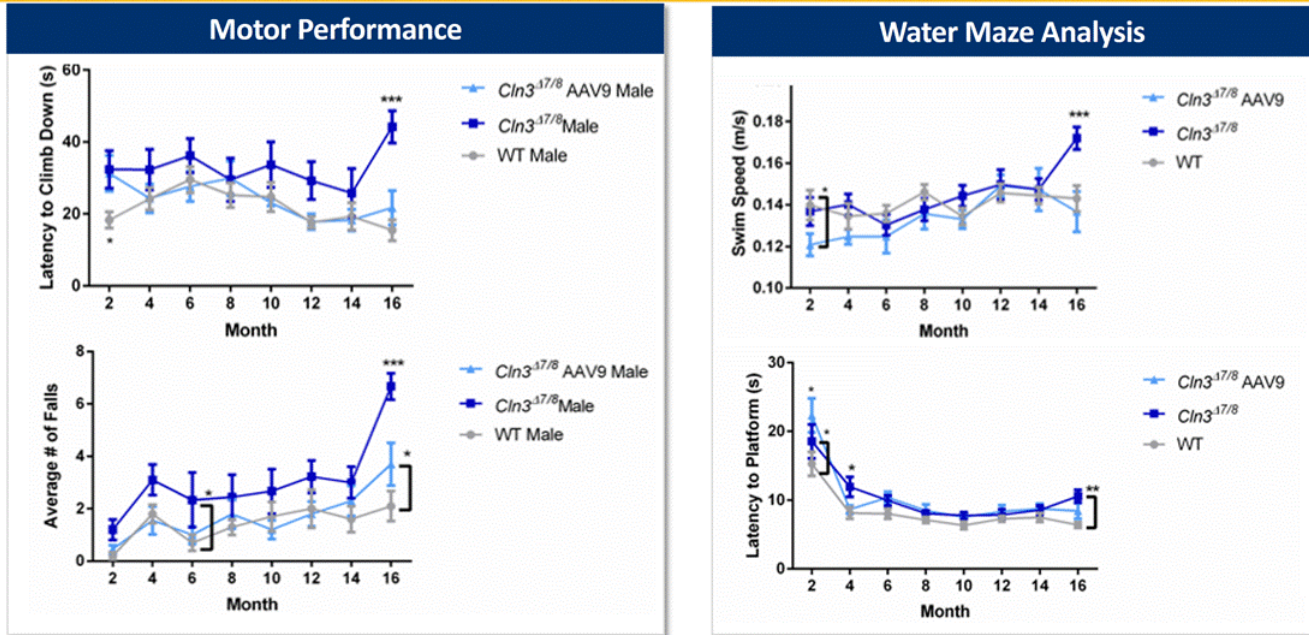 Motor Performance
60
40
20
0
Latency to Climb Down (s)
***
*
2 4 6 8 10 12 14 16
Month
Cln3Δ7/8 AAV9 Male
Cln3Δ7/8Male
WT Male
8
6
4
2
0
Average # of Falls
***
*
*
2 4 6 8 10 12 14 16
Month
Cln3Δ7/8 AAV9 Male
Cln3Δ7/8Male
WT Male
Water Maze Analysis
0.18
0.16
0.14
0.12
0.10
Swim Speed (m/s)
***
*
2 4 6 8 10 12 14 16
Month
Cln3Δ7/8 AAV9
Cln3Δ7/8
WT
30
20
10
0
Latency to Platform (s)
*
*
*
**
2 4 6 8 10 12 14 16
Month
Cln3Δ7/8 AAV9
Cln3Δ7/8
WT